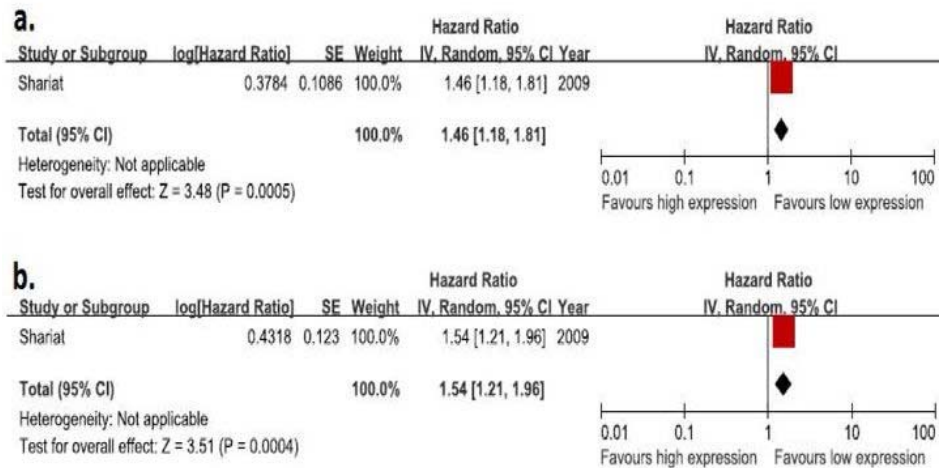 a.
Hazard Ratio Hazard Ratio
Study or Subgroup log[Hazard Ratio] SE Weight IV, Random, 95% CI Year IV, Random, 95% CI
Shariat 0.3784 0.1086 100.0% 1.46 [1.18, 1.81] 2009
Total (95% CI) 100.0% 1.46 [1.18, 1.81]
Heterogeneity: Not applicable
Test for overall effect: Z = 3.48 (P = 0.0005)
0.01 0.1 1 10 100
Favours high expression Favours low expression
b.
Hazard Ratio Hazard Ratio
Study or Subgroup log[Hazard Ratio] SE Weight IV, Random, 95% CI Year IV, Random, 95% CI
Shariat 0.4318 0.123 100.0% 1.54 [1.21, 1.96] 2009
Total (95% CI) 100.0% 1.54 [1.21, 1.96]
Heterogeneity: Not applicable
Test for overall effect: Z = 3.51 (P = 0.0004)
0.01 0.1 1 10 100
Favours high expression Favours low expression